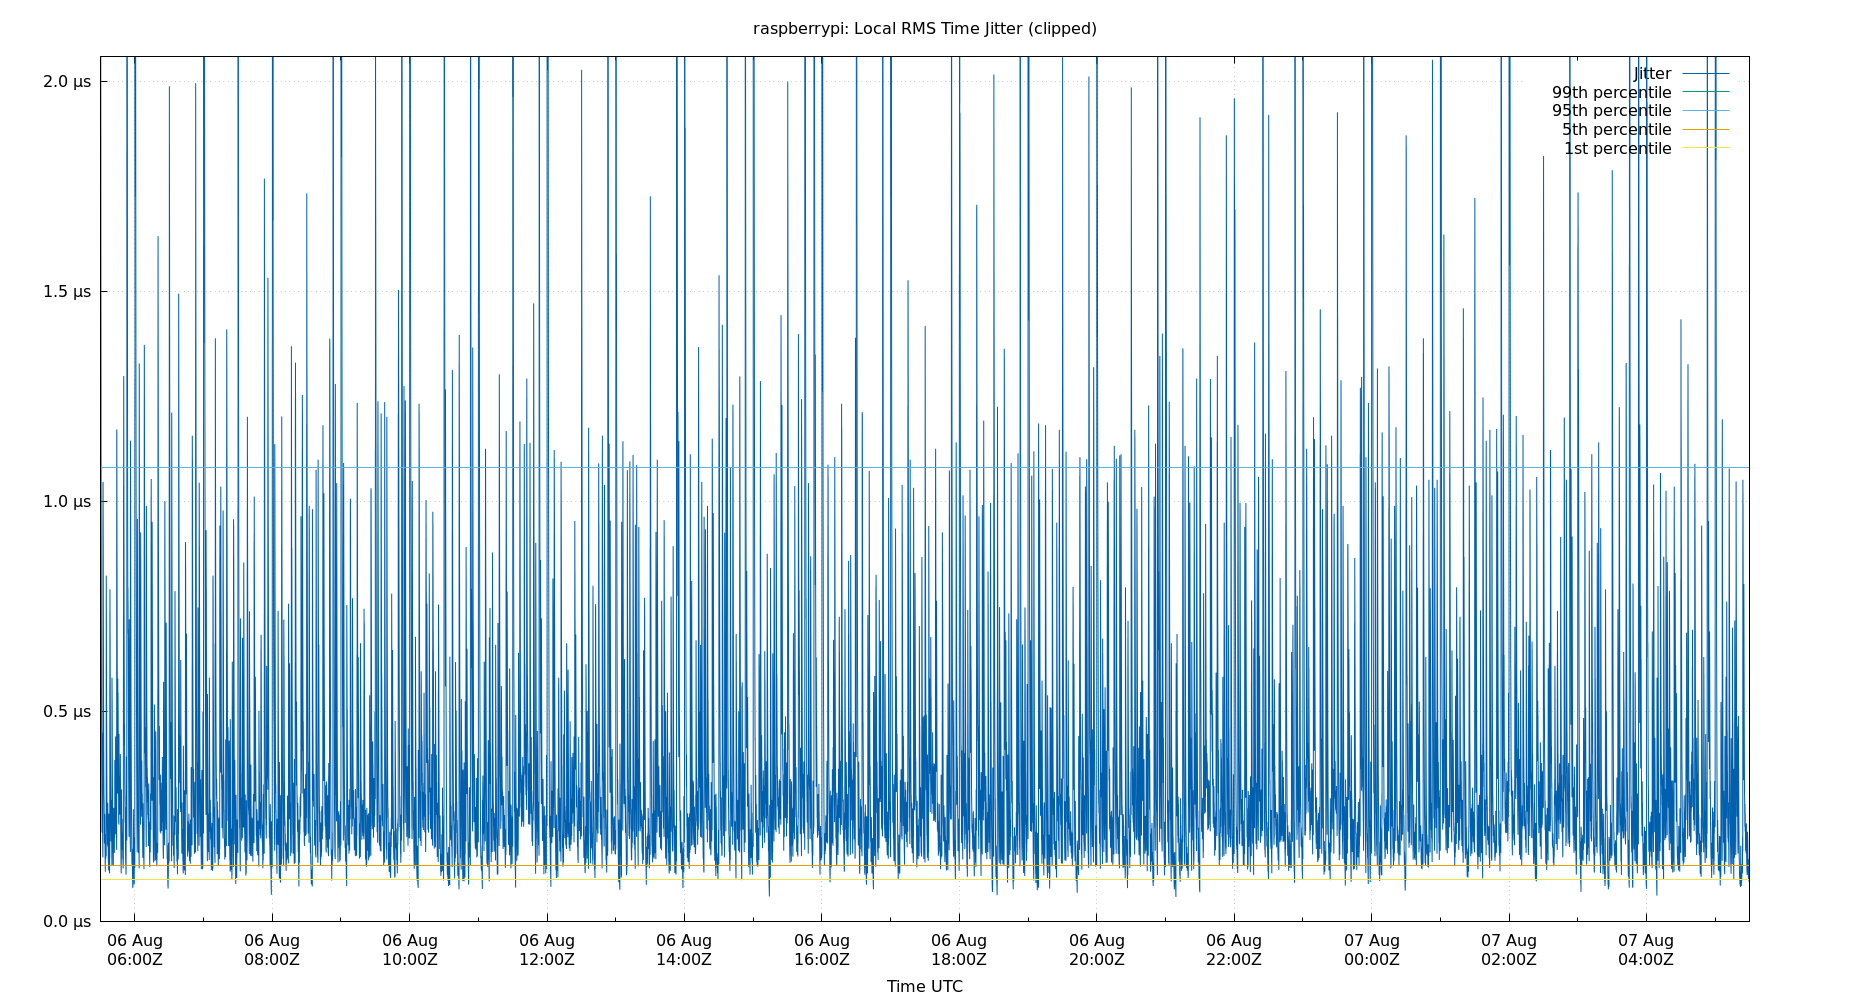 raspberrypi: Local RMS Time Jitter (clipped)
2.0 µs
1.5 µs
1.0 µs
0.5 µs
0.0 µs
Jitter
99th percentile
95th percentile
5th percentile
1st percentile
06 Aug 06 Aug 06 Aug 06 Aug 06 Aug 06 Aug 06 Aug 06 Aug 06 Aug 07 Aug 07 Aug 07 Aug
06:00Z 08:00Z 10:00Z 12:00Z 14:00Z 16:00Z 18:00Z 20:00Z 22:00Z 00:00Z 02:00Z 04:00Z
Time UTC